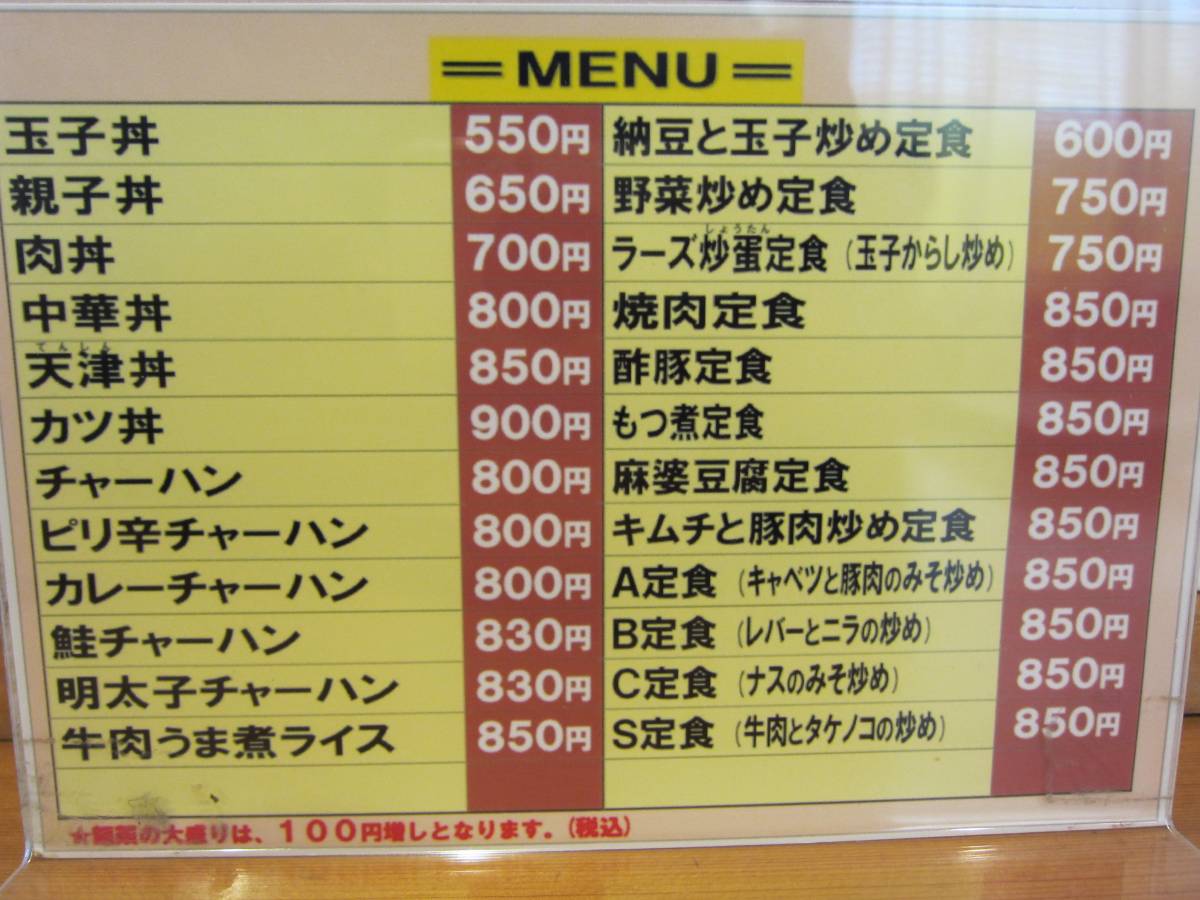 =MENU=
玉子丼 550円
親子丼 650円
肉丼 700円
中華丼 800円
てんしん
天津丼 850円
カツ丼 900円
チャーハン 800円
ピリ辛チャーハン 800円
カレーチャーハン 800円
鮭チャーハン 830円
明太子チャーハン 830円
牛肉うま煮ライス 850円
納豆と玉子炒め定食 600円
野菜炒め定食 750円
しょうたん
ラーズ炒蛋定食(玉子からし炒め) 750円
焼肉定食 850円
酢豚定食 850円
もつ煮定食 850円
麻婆豆腐定食 850円
キムチと豚肉炒め定食 850円
A定食(キャベツと豚肉のみそ炒め) 850円
B定食(レバーとニラの炒め) 850円
C定食(ナスのみそ炒め) 850円
S定食(牛肉とタケノコの炒め) 850円
☆麺類の大盛りは、100円増しとなります。(税込)